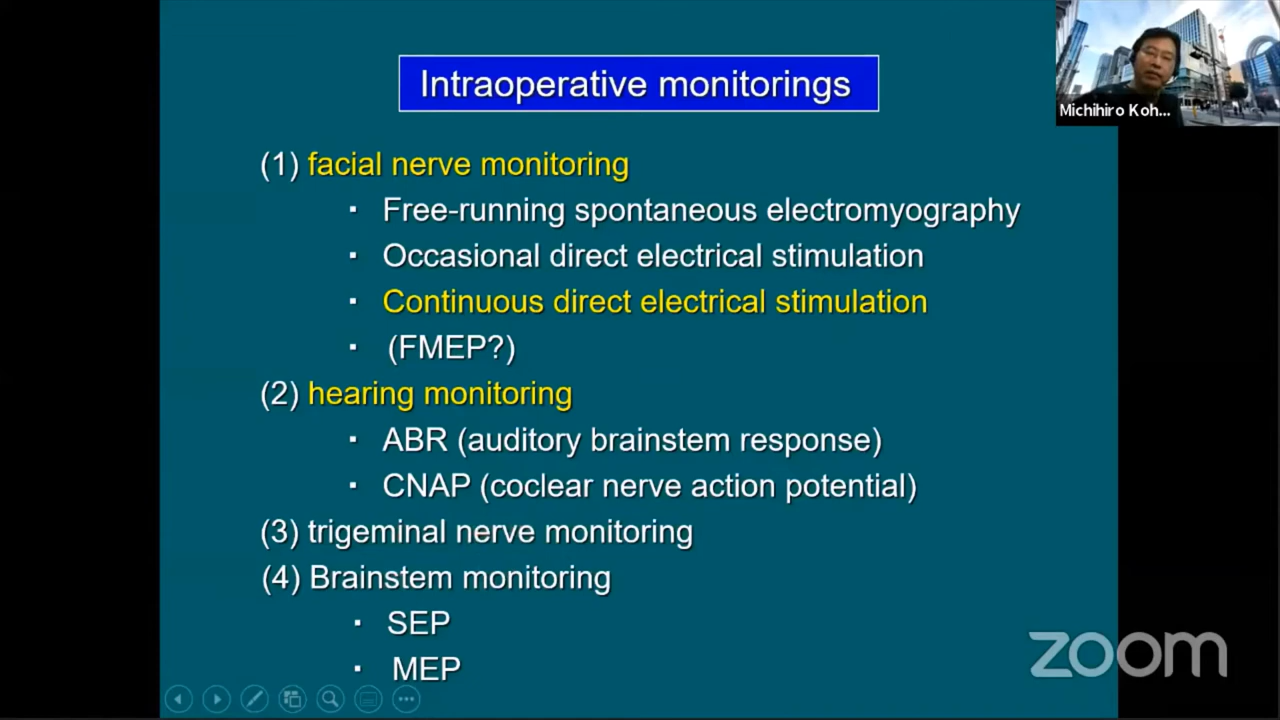 Intraoperative monitorings
Michihiro Koh...
(1) facial nerve monitoring
・ Free-running spontaneous electromyography
・ Occasional direct electrical stimulation
・ Continuous direct electrical stimulation
・ (FMEP?)
(2) hearing monitoring
・ ABR (auditory brainstem response)
・ CNAP (coclear nerve action potential)
(3) trigeminal nerve monitoring
(4) Brainstem monitoring
・ SEP
・ MEP
zoom